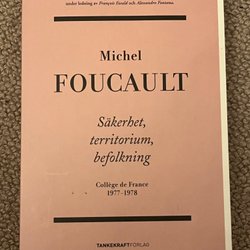 under ledning av François Ewald och Alessandro Fontana.
Michel
FOUCAULT
Säkerhet,
territorium,
befolkning
Collège de France
1977–1978
TANKEKRAFT FÖRLAG